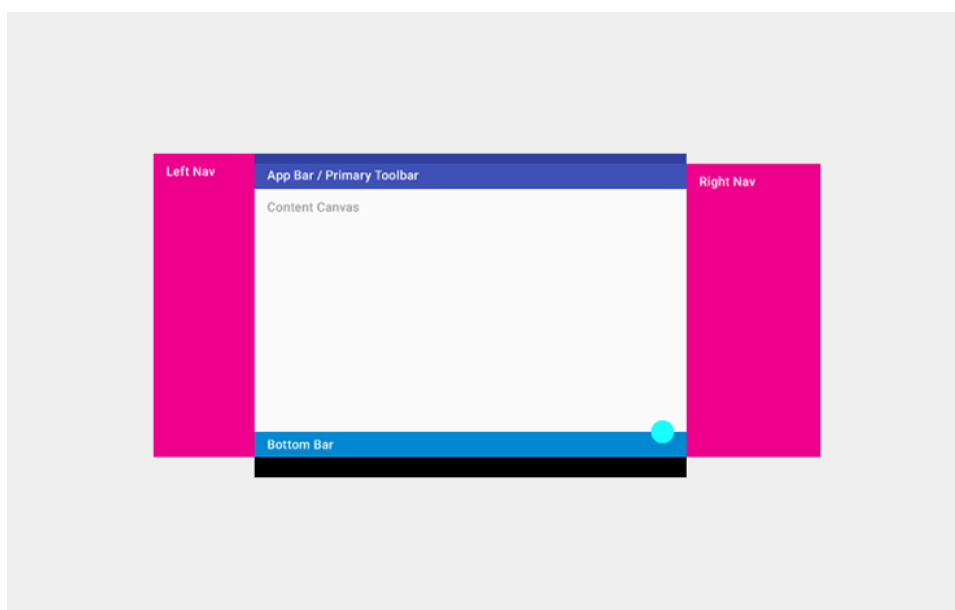 Left Nav
App Bar / Primary Toolbar
Right Nav
Content Canvas
Bottom Bar